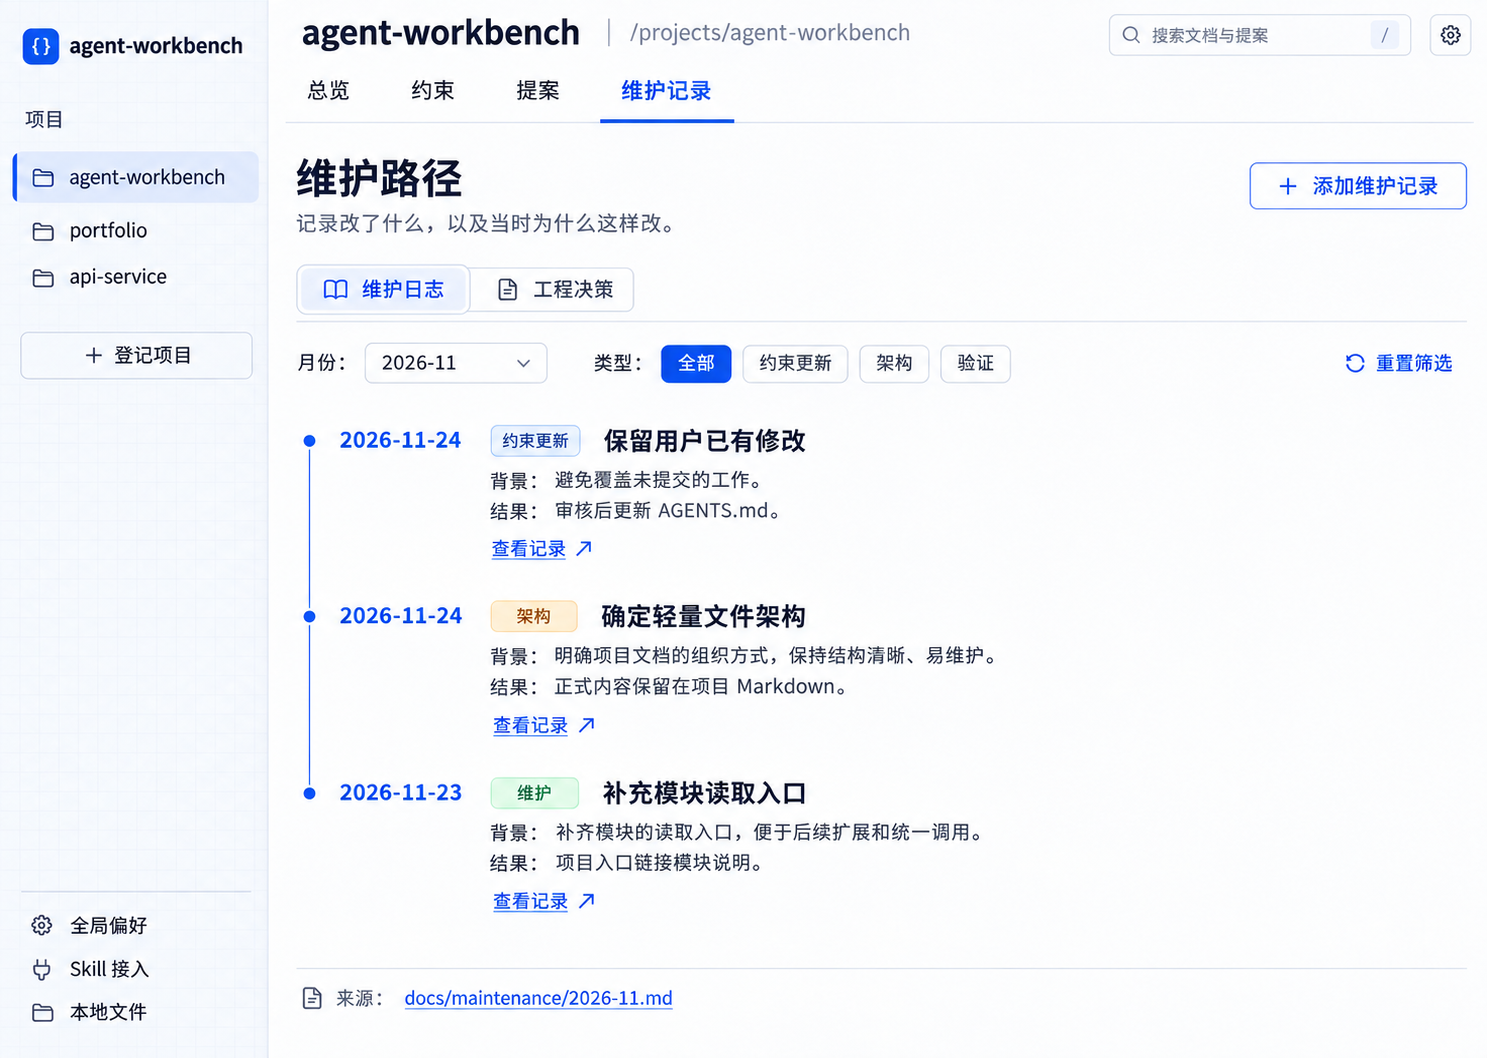 agent-workbench
项目
agent-workbench
portfolio
api-service
+ 登记项目
全局偏好
Skill 接入
本地文件
agent-workbench | /projects/agent-workbench
搜索文档与提案 /
总览 约束 提案 维护记录
维护路径
+ 添加维护记录
记录改了什么，以及当时为什么这样改。
维护日志 工程决策
月份： 2026-11 类型： 全部 约束更新 架构 验证 重置筛选
2026-11-24 约束更新 保留用户已有修改
背景： 避免覆盖未提交的工作。
结果： 审核后更新 AGENTS.md。
查看记录
2026-11-24 架构 确定轻量文件架构
背景： 明确项目文档的组织方式，保持结构清晰、易维护。
结果： 正式内容保留在项目 Markdown。
查看记录
2026-11-23 维护 补充模块读取入口
背景： 补齐模块的读取入口，便于后续扩展和统一调用。
结果： 项目入口链接模块说明。
查看记录
来源： docs/maintenance/2026-11.md